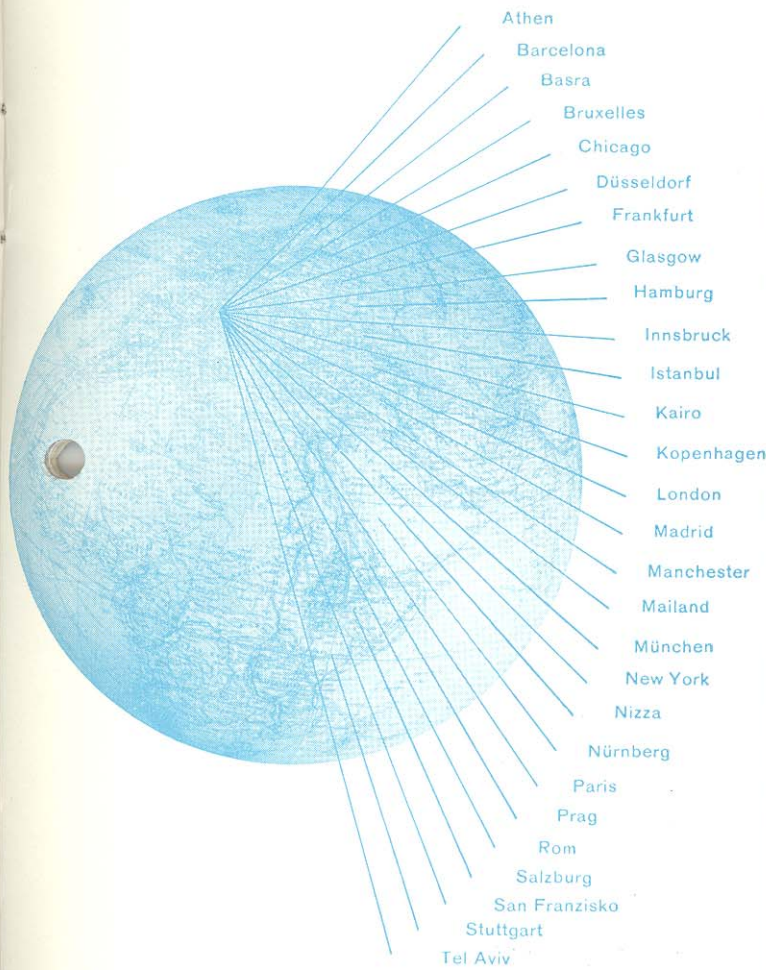 Athen
Barcelona
Basra
Bruxelles
Chicago
Düsseldorf
Frankfurt
Glasgow
Hamburg
Innsbruck
Istanbul
Kairo
Kopenhagen
London
Madrid
Manchester
Mailand
München
New York
Nizza
Nürnberg
Paris
Prag
Rom
Salzburg
San Franzisko
Stuttgart
Tel Aviv